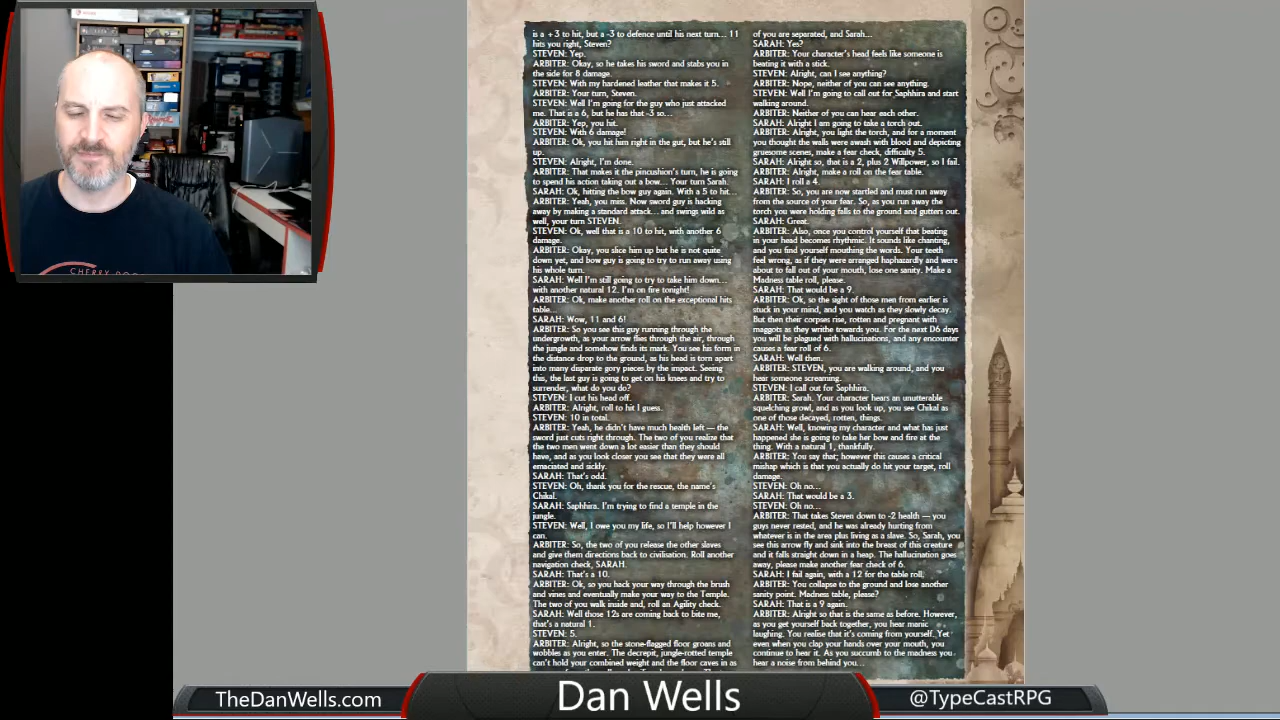 is a +3 to hit, but a -3 to defence until his next turn... 11
hits you right, Steven?
STEVEN: Yep.
ARBITER: Okay, so he takes his sword and stabs you in
the side for 8 damage.
STEVEN: With my hardened leather that makes it 5.
ARBITER: Your turn, Steven.
STEVEN: Well I'm going for the guy who just attacked
me. That is a 6, but he has that -3 so...
ARBITER: Yep, you hit.
STEVEN: With 6 damage!
ARBITER: Ok, you hit him right in the gut, but he's still
up.
STEVEN: Alright, I'm done.
ARBITER: That makes it the pincushion's turn, he is going
to spend his action taking out a bow... Your turn Sarah.
SARAH: Ok, hitting the bow guy again. With a 5 to hit...
ARBITER: Yeah, you miss. Now sword guy is hacking
away by making a standard attack... and swings wild as
well, your turn STEVEN.
STEVEN: Ok, well that is a 10 to hit, with another 6
damage.
ARBITER: Okay, you slice him up but he is not quite
down yet, and bow guy is going to try to run away using
his whole turn.
SARAH: Well I'm still going to try to take him down...
with another natural 12. I'm on fire tonight!
ARBITER: Ok, make another roll on the exceptional hits
table...
SARAH: Wow, 11 and 6!
ARBITER: So you see this guy running through the
undergrowth, as your arrow flies through the air, through
the jungle and somehow finds its mark. You see his form in
the distance drop to the ground, as his head is torn apart
into many disparate gory pieces by the impact. Seeing
this, the last guy is going to get on his knees and try to
surrender, what do you do?
STEVEN: I cut his head off.
ARBITER: Alright, roll to hit I guess.
STEVEN: 10 in total.
ARBITER: Yeah, he didn't have much health left — the
sword just cuts right through. The two of you realize that
the two men went down a lot easier than they should
have, and as you look closer you see that they were all
emaciated and sickly.
SARAH: That's odd.
STEVEN: Oh, thank you for the rescue, the name's
Chikal.
SARAH: Saphhira. I'm trying to find a temple in the
jungle.
STEVEN: Well, I owe you my life, so I'll help however I
can.
ARBITER: So, the two of you release the other slaves
and give them directions back to civilisation. Roll another
navigation check, SARAH.
SARAH: That's a 10.
ARBITER: Ok, so you hack your way through the brush
and vines and eventually make your way to the Temple.
The two of you walk inside and, roll an Agility check.
SARAH: Well those 12s are coming back to bite me,
that's a natural 1.
STEVEN: 5.
ARBITER: Alright, so the stone-flagged floor groans and
wobbles as you enter. The decrepit, jungle-rotted temple
can't hold your combined weight and the floor caves in as
of you are separated, and Sarah...
SARAH: Yes?
ARBITER: Your character's head feels like someone is
beating it with a stick.
STEVEN: Alright, can I see anything?
ARBITER: Nope, neither of you can see anything.
STEVEN: Well I'm going to call out for Saphhira and start
walking around.
ARBITER: Neither of you can hear each other.
SARAH: Alright I am going to take a torch out.
ARBITER: Alright, you light the torch, and for a moment
you thought the walls were awash with blood and depicting
gruesome scenes, make a fear check, difficulty 5.
SARAH: Alright so, that is a 2, plus 2 Willpower, so I fail.
ARBITER: Alright, make a roll on the fear table.
SARAH: I roll a 4.
ARBITER: So, you are now startled and must run away
from the source of your fear. So, as you run away the
torch you were holding falls to the ground and gutters out.
SARAH: Great.
ARBITER: Also, once you control yourself that beating
in your head becomes rhythmic. It sounds like chanting,
and you find yourself mouthing the words. Your teeth
feel wrong, as if they were arranged haphazardly and were
about to fall out of your mouth, lose one sanity. Make a
Madness table roll, please.
SARAH: That would be a 9.
ARBITER: Ok, so the sight of those men from earlier is
stuck in your mind, and you watch as they slowly decay.
But then their corpses rise, rotten and pregnant with
maggots as they writhe towards you. For the next D6 days
you will be plagued with hallucinations, and any encounter
causes a fear roll of 6.
SARAH: Well then.
ARBITER: STEVEN, you are walking around, and you
hear someone screaming.
STEVEN: I call out for Saphhira.
ARBITER: Sarah. Your character hears an unutterable
squelching growl, and as you look up, you see Chikal as
one of those decayed, rotten, things.
SARAH: Well, knowing my character and what has just
happened she is going to take her bow and fire at the
thing. With a natural 1, thankfully.
ARBITER: You say that; however this causes a critical
mishap which is that you actually do hit your target, roll
damage.
STEVEN: Oh no...
SARAH: That would be a 3.
STEVEN: Oh no...
ARBITER: That takes Steven down to -2 health — you
guys never rested, and he was already hurting from
whatever is in the area plus living as a slave. So, Sarah, you
see this arrow fly and sink into the breast of this creature
and it falls straight down in a heap. The hallucination goes
away, please make another fear check of 6.
SARAH: I fail again, with a 12 for the table roll.
ARBITER: You collapse to the ground and lose another
sanity point. Madness table, please?
SARAH: That is a 9 again.
ARBITER: Alright so that is the same as before. However,
as you get yourself back together, you hear manic
laughing. You realise that it's coming from yourself. Yet
even when you clap your hands over your mouth, you
continue to hear it. As you succumb to the madness you
hear a noise from behind you...
CHERRY
TheDanWells.com
Dan Wells
@TypeCastRPG